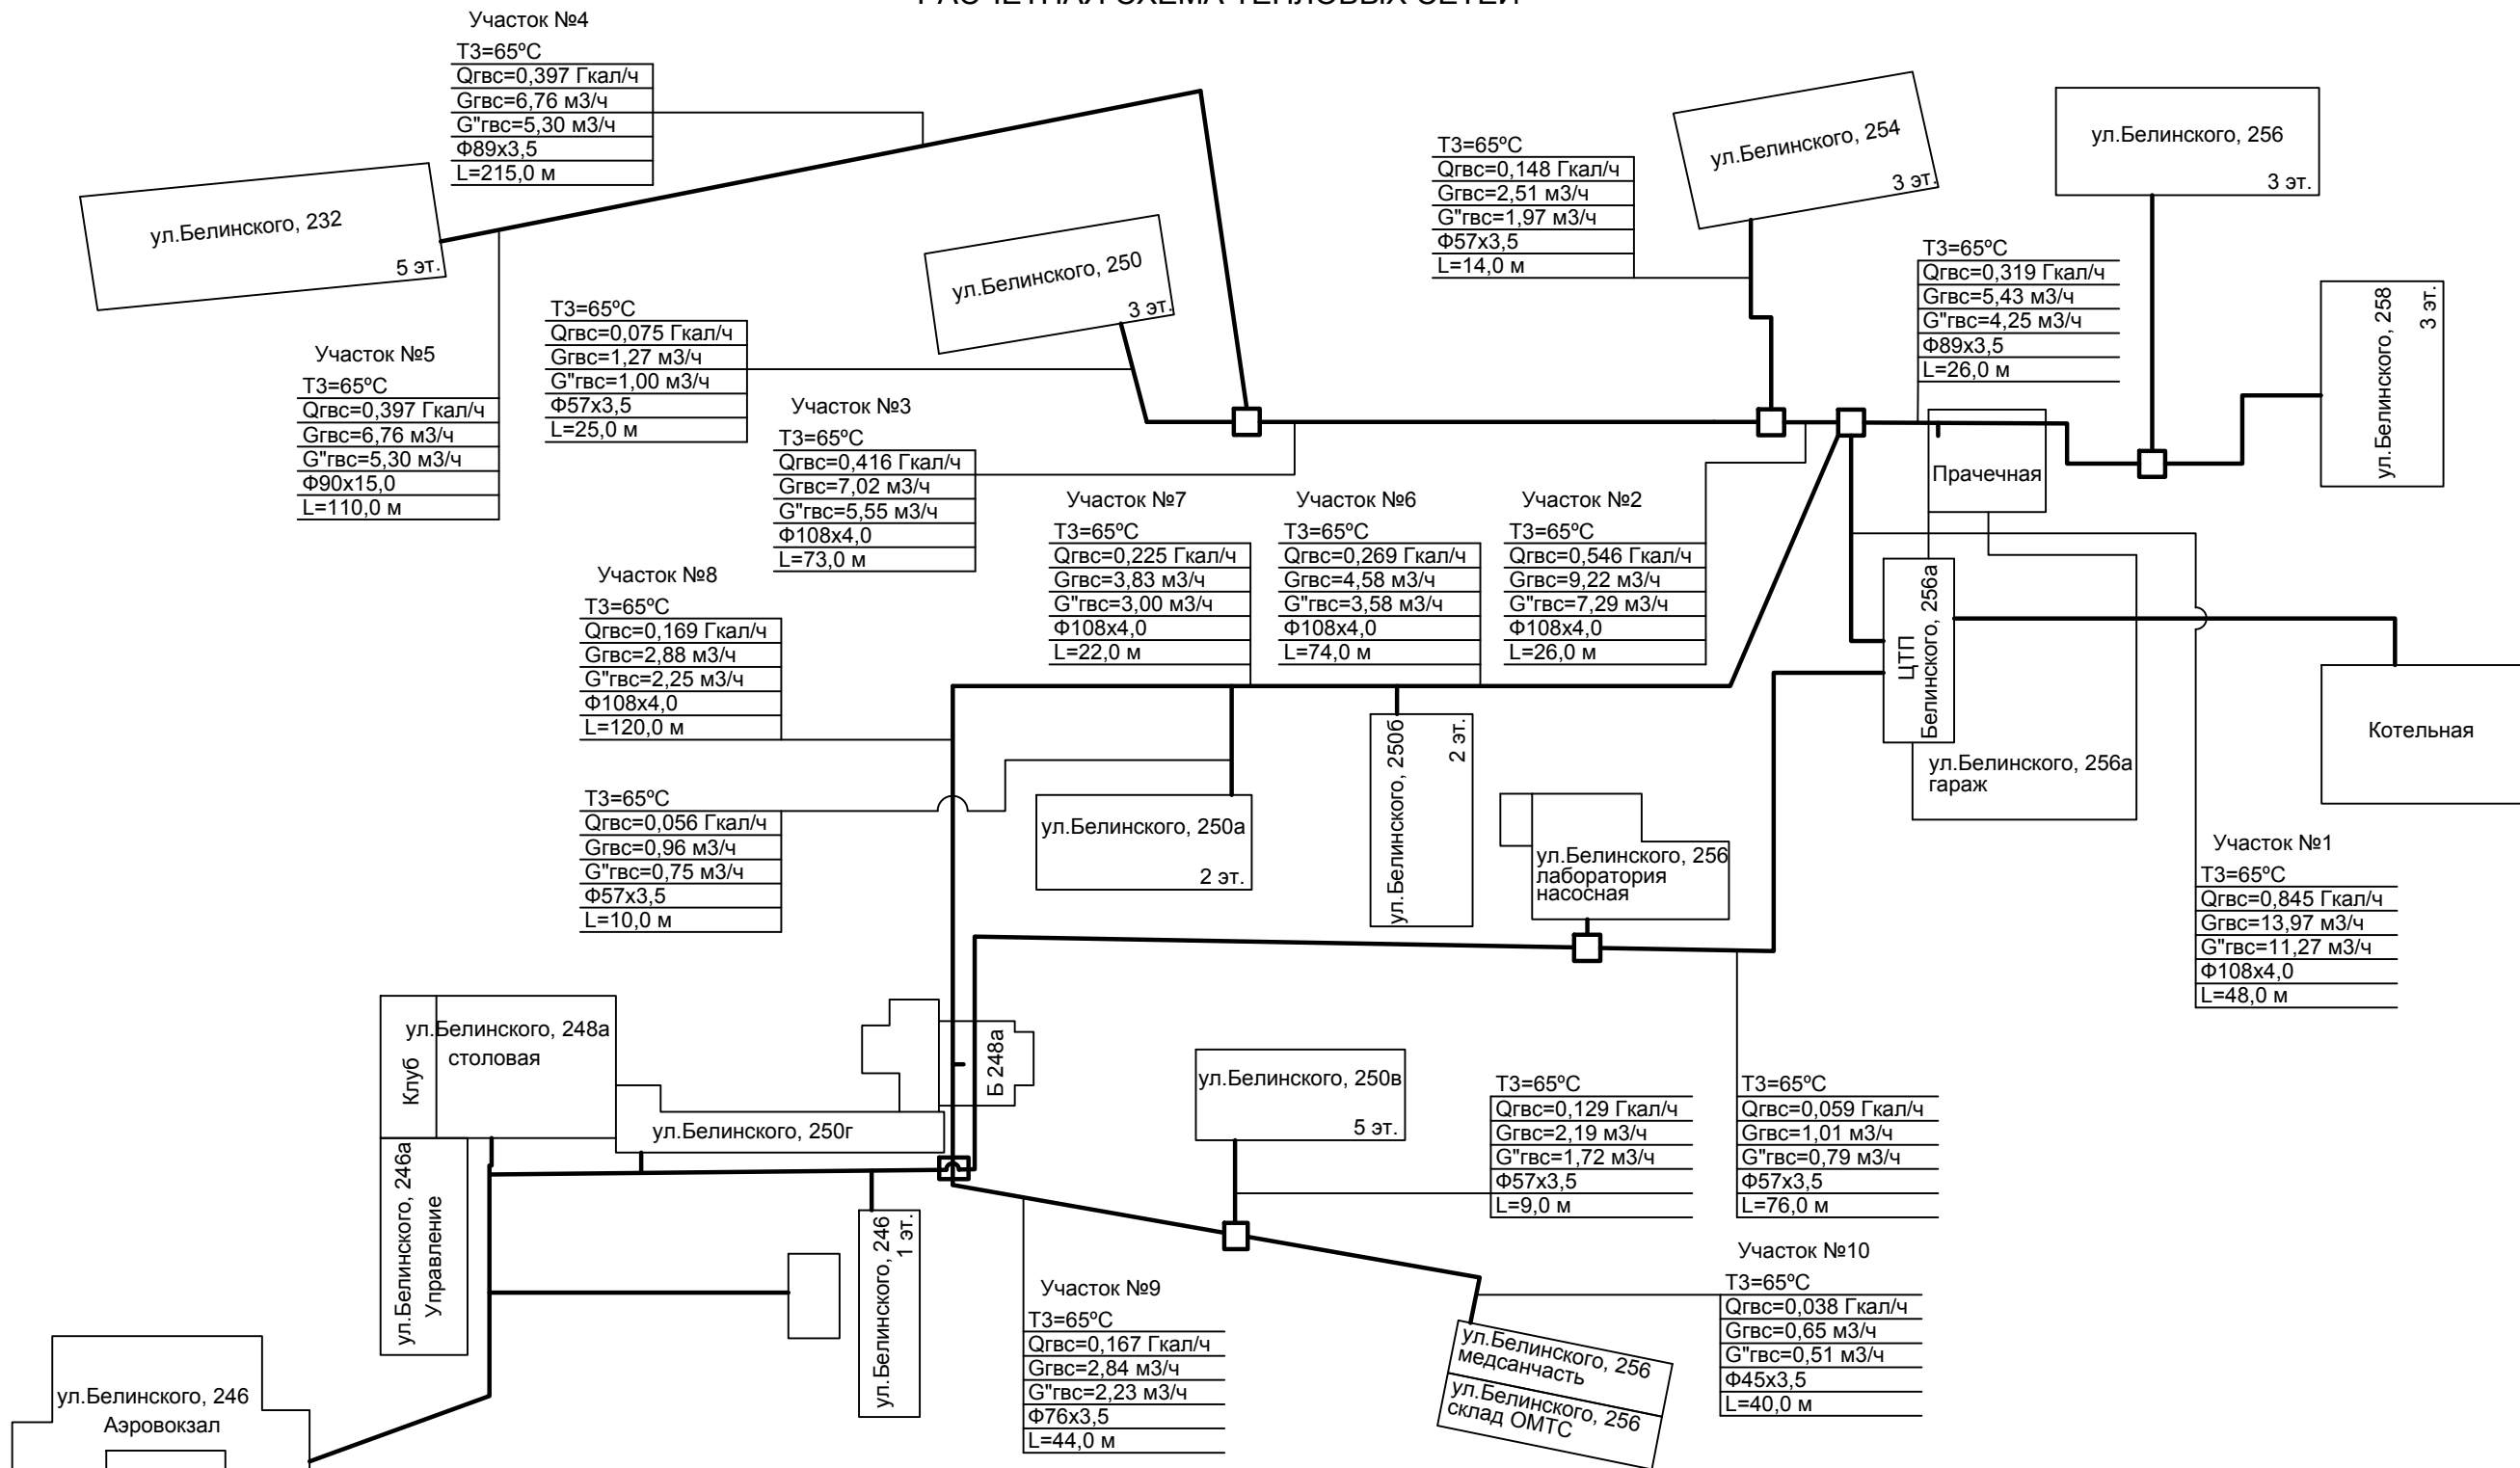 РАСЧЕТНАЯ СХЕМА ТЕПЛОВЫХ СЕТЕЙ
Участок №4
Т3=65ºС
Qгвс=0,397 Гкал/ч
Gгвс=6,76 м3/ч
G"гвс=5,30 м3/ч
Ф89х3,5
L=215,0 м
ул.Белинского, 232
5 эт.
ул.Белинского, 250
3 эт.
Т3=65ºС
Qгвс=0,148 Гкал/ч
Gгвс=2,51 м3/ч
G"гвс=1,97 м3/ч
Ф57х3,5
L=14,0 м
ул.Белинского, 254
3 эт.
ул.Белинского, 256
3 эт.
Т3=65ºС
Qгвс=0,319 Гкал/ч
Gгвс=5,43 м3/ч
G"гвс=4,25 м3/ч
Ф89х3,5
L=26,0 м
ул.Белинского, 258
3 эт.
Участок №5
Т3=65ºС
Qгвс=0,397 Гкал/ч
Gгвс=6,76 м3/ч
G"гвс=5,30 м3/ч
Ф90х15,0
L=110,0 м
Т3=65ºС
Qгвс=0,075 Гкал/ч
Gгвс=1,27 м3/ч
G"гвс=1,00 м3/ч
Ф57х3,5
L=25,0 м
Участок №3
Т3=65ºС
Qгвс=0,416 Гкал/ч
Gгвс=7,02 м3/ч
G"гвс=5,55 м3/ч
Ф108х4,0
L=73,0 м
Участок №7
Т3=65ºС
Qгвс=0,225 Гкал/ч
Gгвс=3,83 м3/ч
G"гвс=3,00 м3/ч
Ф108х4,0
L=22,0 м
Участок №6
Т3=65ºС
Qгвс=0,269 Гкал/ч
Gгвс=4,58 м3/ч
G"гвс=3,58 м3/ч
Ф108х4,0
L=74,0 м
Участок №2
Т3=65ºС
Qгвс=0,546 Гкал/ч
Gгвс=9,22 м3/ч
G"гвс=7,29 м3/ч
Ф108х4,0
L=26,0 м
Прачечная
ЦТП
Белинского, 256а
ул.Белинского, 256а
гараж
Котельная
Участок №8
Т3=65ºС
Qгвс=0,169 Гкал/ч
Gгвс=2,88 м3/ч
G"гвс=2,25 м3/ч
Ф108х4,0
L=120,0 м
Т3=65ºС
Qгвс=0,056 Гкал/ч
Gгвс=0,96 м3/ч
G"гвс=0,75 м3/ч
Ф57х3,5
L=10,0 м
ул.Белинского, 250а
2 эт.
ул.Белинского, 250б
2 эт.
ул.Белинского, 256
лаборатория
насосная
Участок №1
Т3=65ºС
Qгвс=0,845 Гкал/ч
Gгвс=13,97 м3/ч
G"гвс=11,27 м3/ч
Ф108х4,0
L=48,0 м
Клуб
ул.Белинского, 248а
столовая
ул.Белинского, 250г
Б 248а
ул.Белинского, 250в
5 эт.
Т3=65ºС
Qгвс=0,129 Гкал/ч
Gгвс=2,19 м3/ч
G"гвс=1,72 м3/ч
Ф57х3,5
L=9,0 м
Т3=65ºС
Qгвс=0,059 Гкал/ч
Gгвс=1,01 м3/ч
G"гвс=0,79 м3/ч
Ф57х3,5
L=76,0 м
ул.Белинского, 246а
Управление
ул.Белинского, 246
1 эт.
Участок №9
Т3=65ºС
Qгвс=0,167 Гкал/ч
Gгвс=2,84 м3/ч
G"гвс=2,23 м3/ч
Ф76х3,5
L=44,0 м
Участок №10
Т3=65ºС
Qгвс=0,038 Гкал/ч
Gгвс=0,65 м3/ч
G"гвс=0,51 м3/ч
Ф45х3,5
L=40,0 м
ул.Белинского, 256
медсанчасть
ул.Белинского, 256
склад ОМТС
ул.Белинского, 246
Аэровокзал